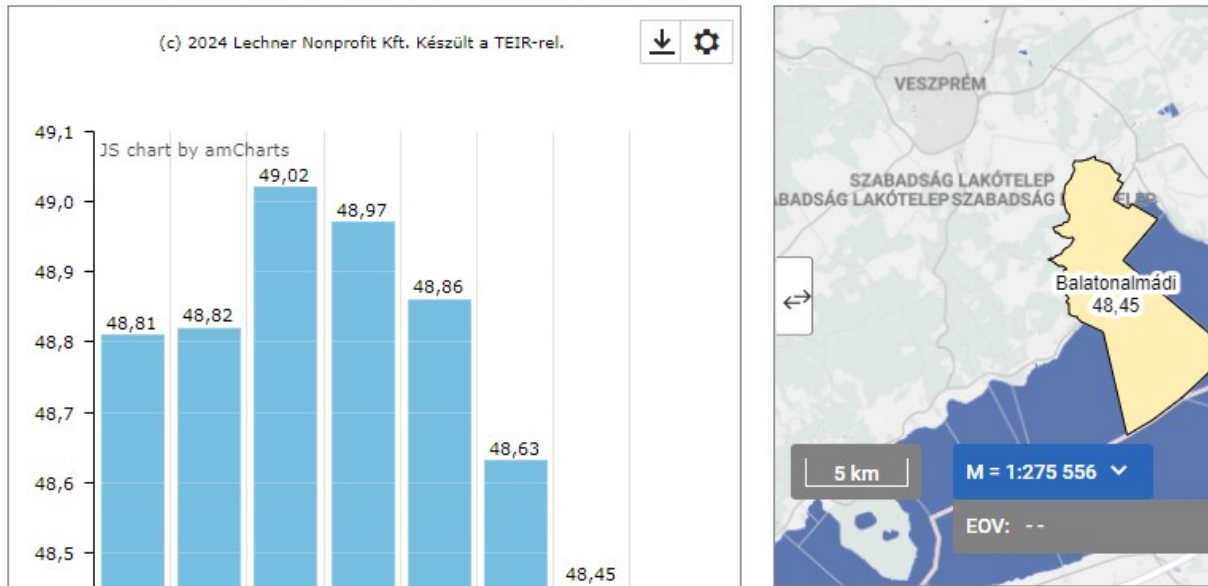 (c) 2024 Lechner Nonprofit Kft. Készült a TEIR-rel.
49,1
JS chart by amCharts
49,02
49,0
48,97
48,9
48,86
48,81
48,82
48,8
48,7
48,63
48,6
48,5
48,45
VESZPRÉM
SZABADSÁG LAKÓTELEP
ABADSÁG LAKÓTELEP SZABADSÁG
ELEP
Balatonalmádi
48,45
5 km
M = 1:275 556
EOV: - -